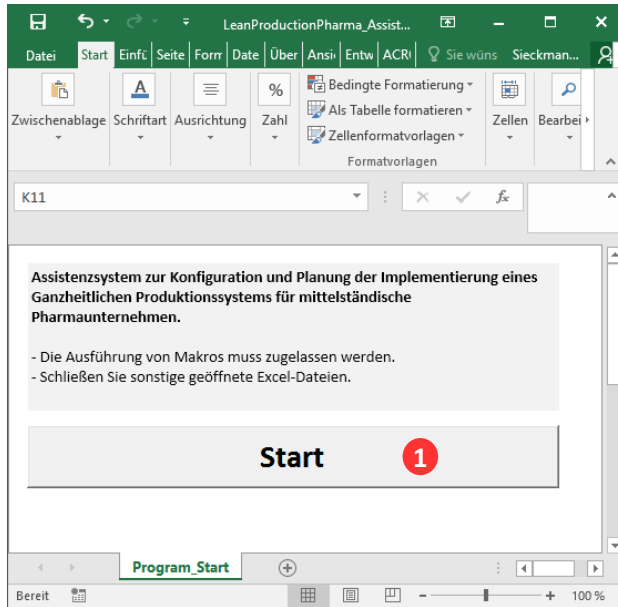 LeanProductionPharma_Assist...
Datei Start Einfü Seite Forr Date Über Ansi Entw ACRI Sie wüns Sieckman...
Zwischenablage Schriftart Ausrichtung Zahl Zellen Bearbei
Bedingte Formatierung
Als Tabelle formatieren
Zellenformatvorlagen
Formatvorlagen
K11 fx
Assistenzsystem zur Konfiguration und Planung der Implementierung eines
Ganzheitlichen Produktionssystems für mittelständische
Pharmaunternehmen.
- Die Ausführung von Makros muss zugelassen werden.
- Schließen Sie sonstige geöffnete Excel-Dateien.
Start 1
Program_Start
Bereit 100 %